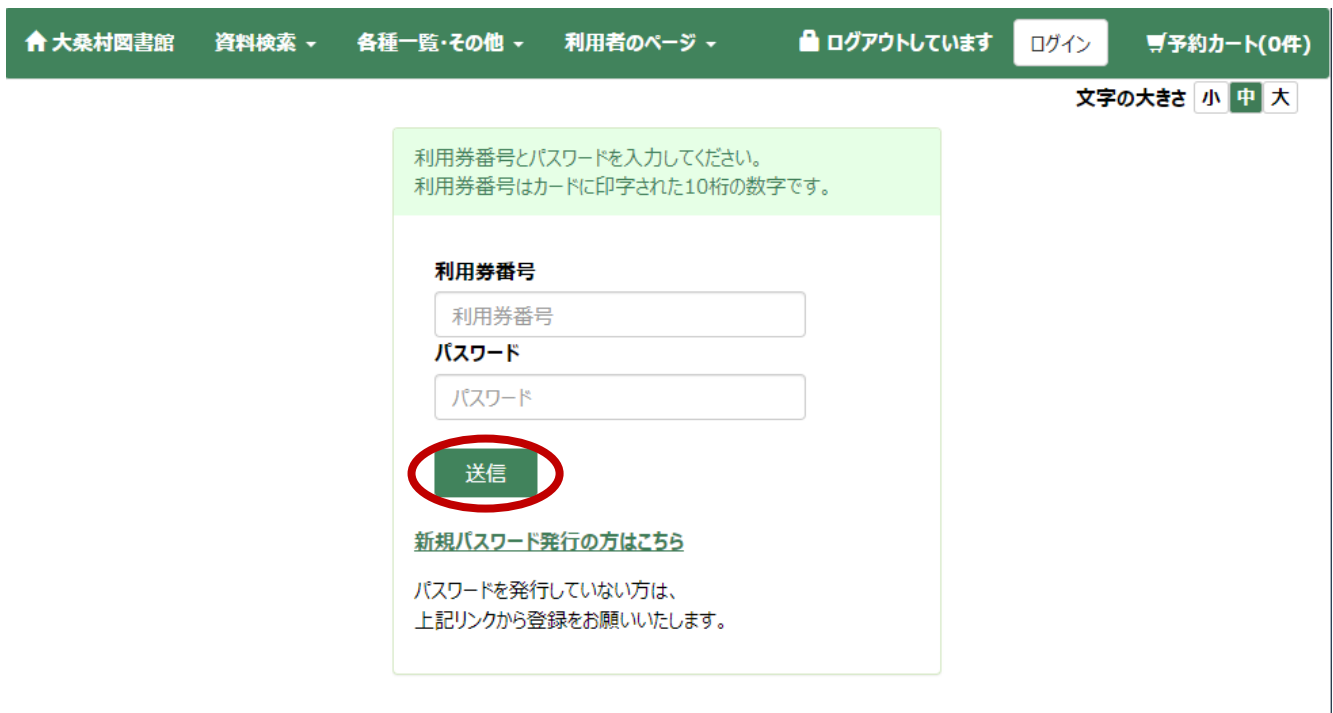 大桑村図書館 資料検索 各種一覧・その他 利用者のページ ログアウトしています ログイン 予約カート(0件)
文字の大きさ 小 中 大
利用券番号とパスワードを入力してください。
利用券番号はカードに印字された10桁の数字です。
利用券番号
利用券番号
パスワード
パスワード
送信
新規パスワード発行の方はこちら
パスワードを発行していない方は、
上記リンクから登録をお願いいたします。